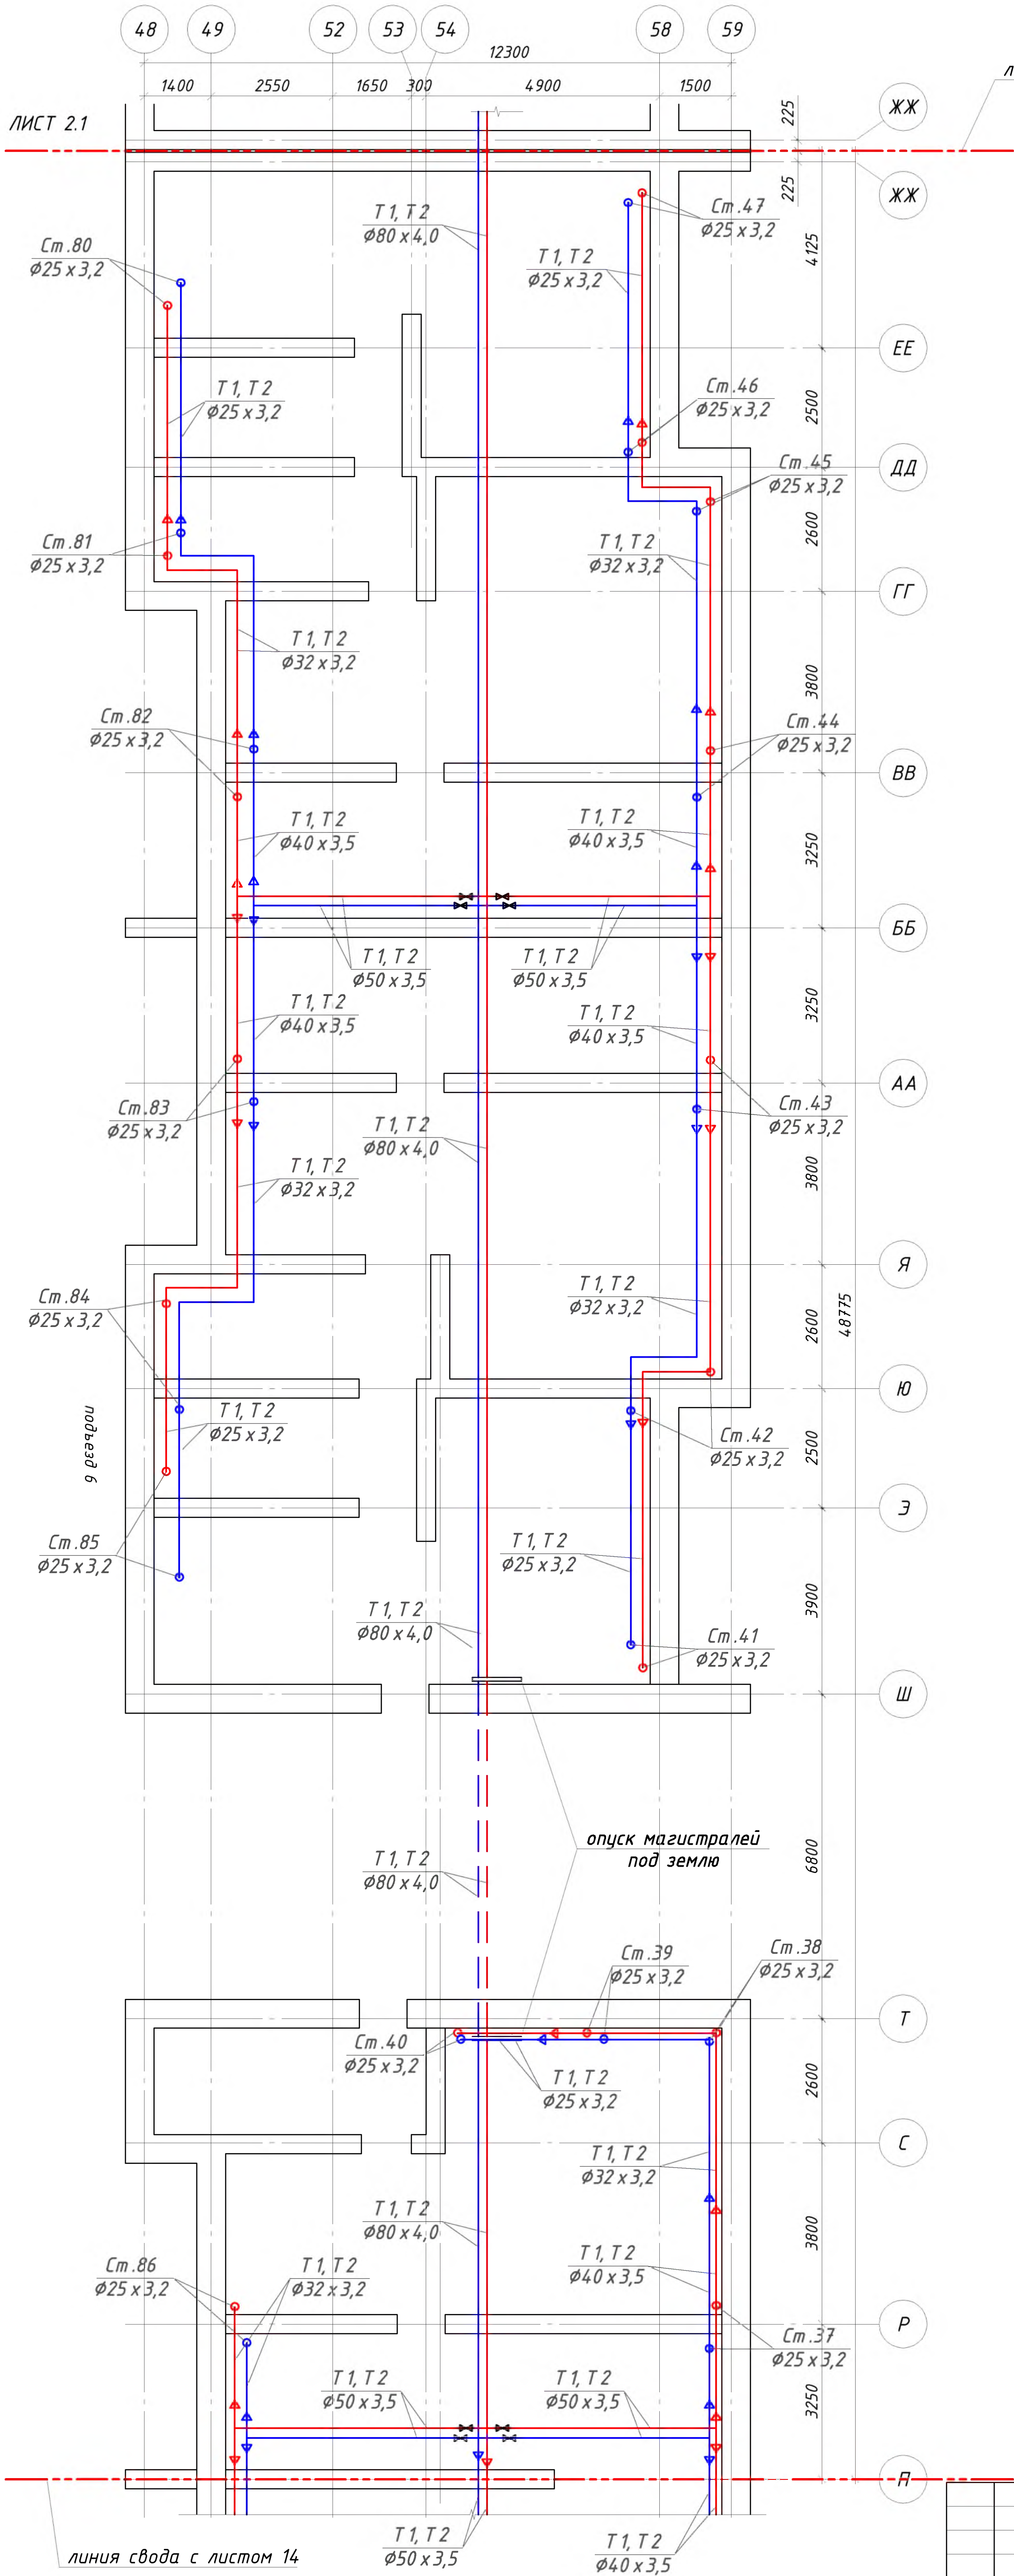 48 49 52 53 54 58 59
12300
1400 2550 1650 300 4900 1500
Л
ЛИСТ 2.1
225
ЖЖ
225
ЖЖ
Ст.47
Ø25 x 3,2
Т1, Т2
Ø80 x 4,0
Ст.80
Ø25 x 3,2
Т1, Т2
Ø25 x 3,2
4125
ЕЕ
Т1, Т2
Ø25 x 3,2
Ст.46
Ø25 x 3,2
2500
Ст.45
Ø25 x 3,2
ДД
Ст.81
Ø25 x 3,2
Т1, Т2
Ø32 x 3,2
2600
ГГ
Т1, Т2
Ø32 x 3,2
3800
Ст.82
Ø25 x 3,2
Ст.44
Ø25 x 3,2
ВВ
Т1, Т2
Ø40 x 3,5
Т1, Т2
Ø40 x 3,5
3250
ББ
Т1, Т2
Ø50 x 3,5
Т1, Т2
Ø50 x 3,5
Т1, Т2
Ø40 x 3,5
Т1, Т2
Ø40 x 3,5
3250
АА
Ст.83
Ø25 x 3,2
Т1, Т2
Ø80 x 4,0
Ст.43
Ø25 x 3,2
Т1, Т2
Ø32 x 3,2
3800
Я
Ст.84
Ø25 x 3,2
Т1, Т2
Ø32 x 3,2
2600
48775
Ю
подъезд 6
Т1, Т2
Ø25 x 3,2
Ст.42
Ø25 x 3,2
2500
Э
Ст.85
Ø25 x 3,2
Т1, Т2
Ø25 x 3,2
Т1, Т2
Ø80 x 4,0
Ст.41
Ø25 x 3,2
3900
Ш
опуск магистралей
под землю
Т1, Т2
Ø80 x 4,0
6800
Ст.39
Ø25 x 3,2
Ст.38
Ø25 x 3,2
Т
Ст.40
Ø25 x 3,2
Т1, Т2
Ø25 x 3,2
2600
С
Т1, Т2
Ø32 x 3,2
Т1, Т2
Ø80 x 4,0
Т1, Т2
Ø40 x 3,5
3800
Ст.86
Ø25 x 3,2
Т1, Т2
Ø32 x 3,2
Р
Ст.37
Ø25 x 3,2
Т1, Т2
Ø50 x 3,5
Т1, Т2
Ø50 x 3,5
3250
П
Т1, Т2
Ø50 x 3,5
Т1, Т2
Ø40 x 3,5
линия свода с листом 14